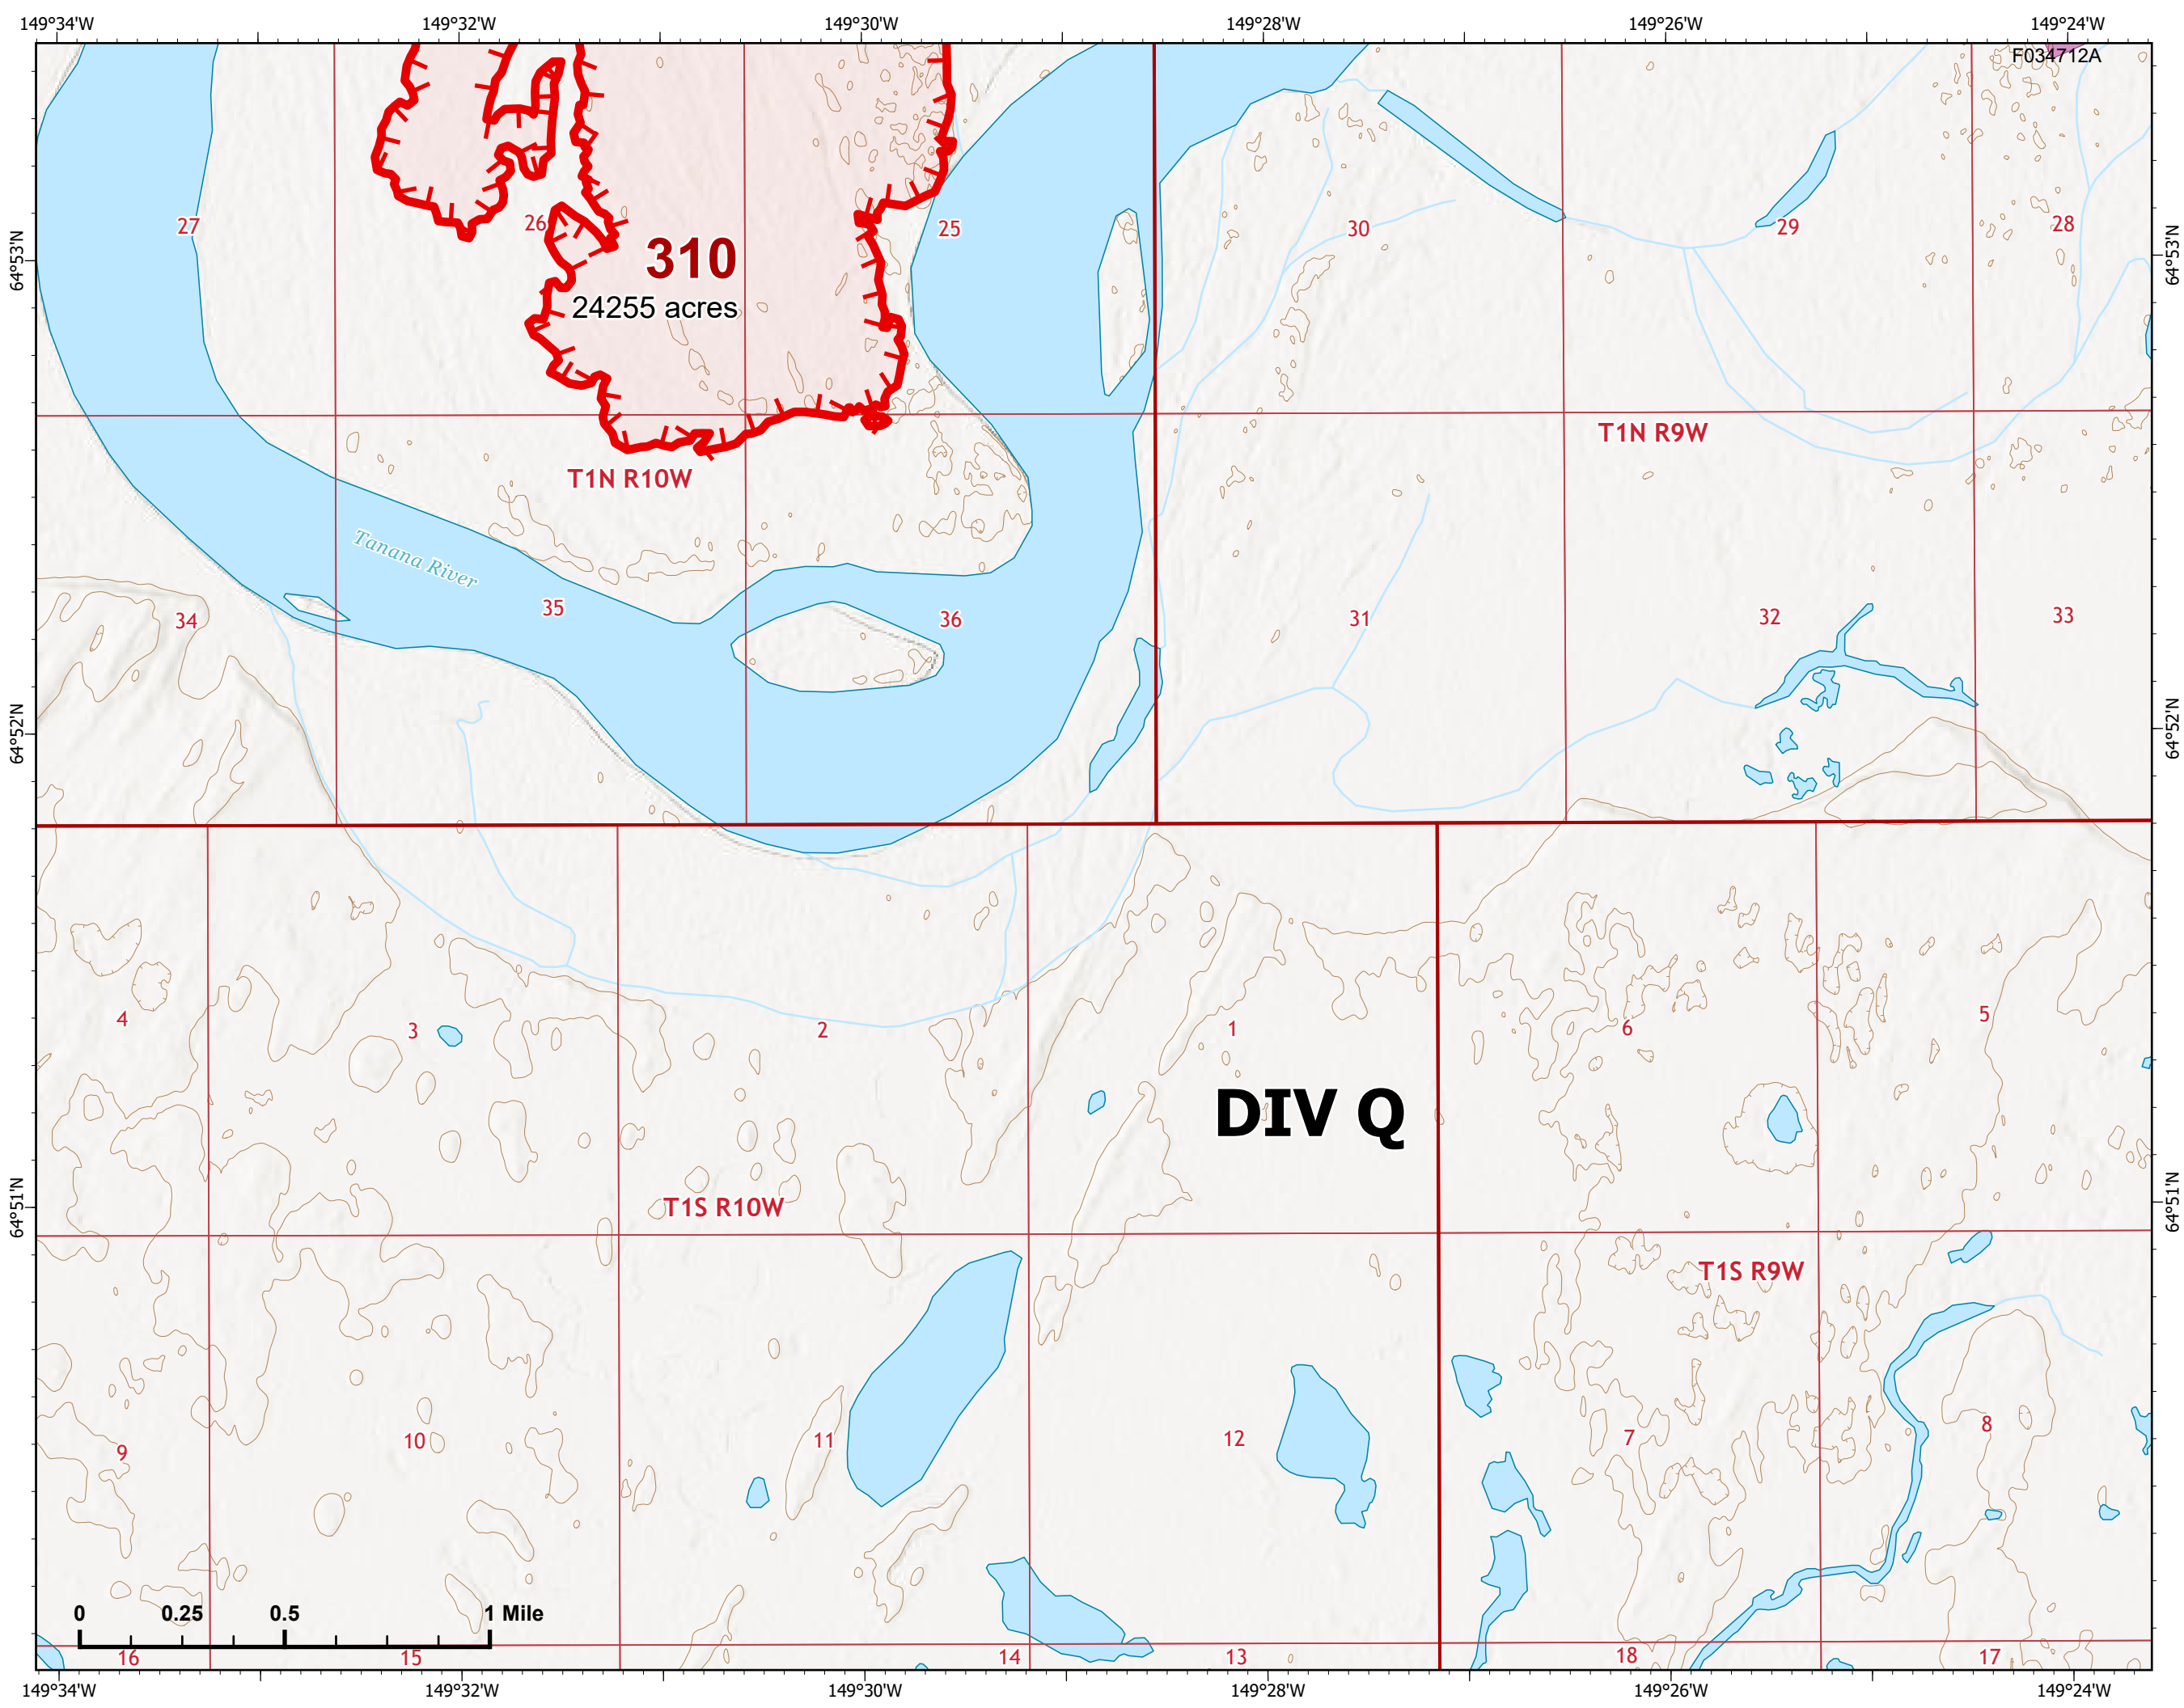 149°34'W 149°32'W 149°30'W 149°28'W 149°26'W 149°24'W
F034712A
27 26 25 30 29 28
64°53'N 64°53'N
310
24255 acres
T1N R9W
T1N R10W
Tanana River
34 35 36 31 32 33
64°52'N 64°52'N
4 3 2 1 6 5
DIV Q
64°51'N 64°51'N
T1S R10W
T1S R9W
9 10 11 12 7 8
0 0.25 0.5 1 Mile
16 15 14 13 18 17
149°34'W 149°32'W 149°30'W 149°28'W 149°26'W 149°24'W